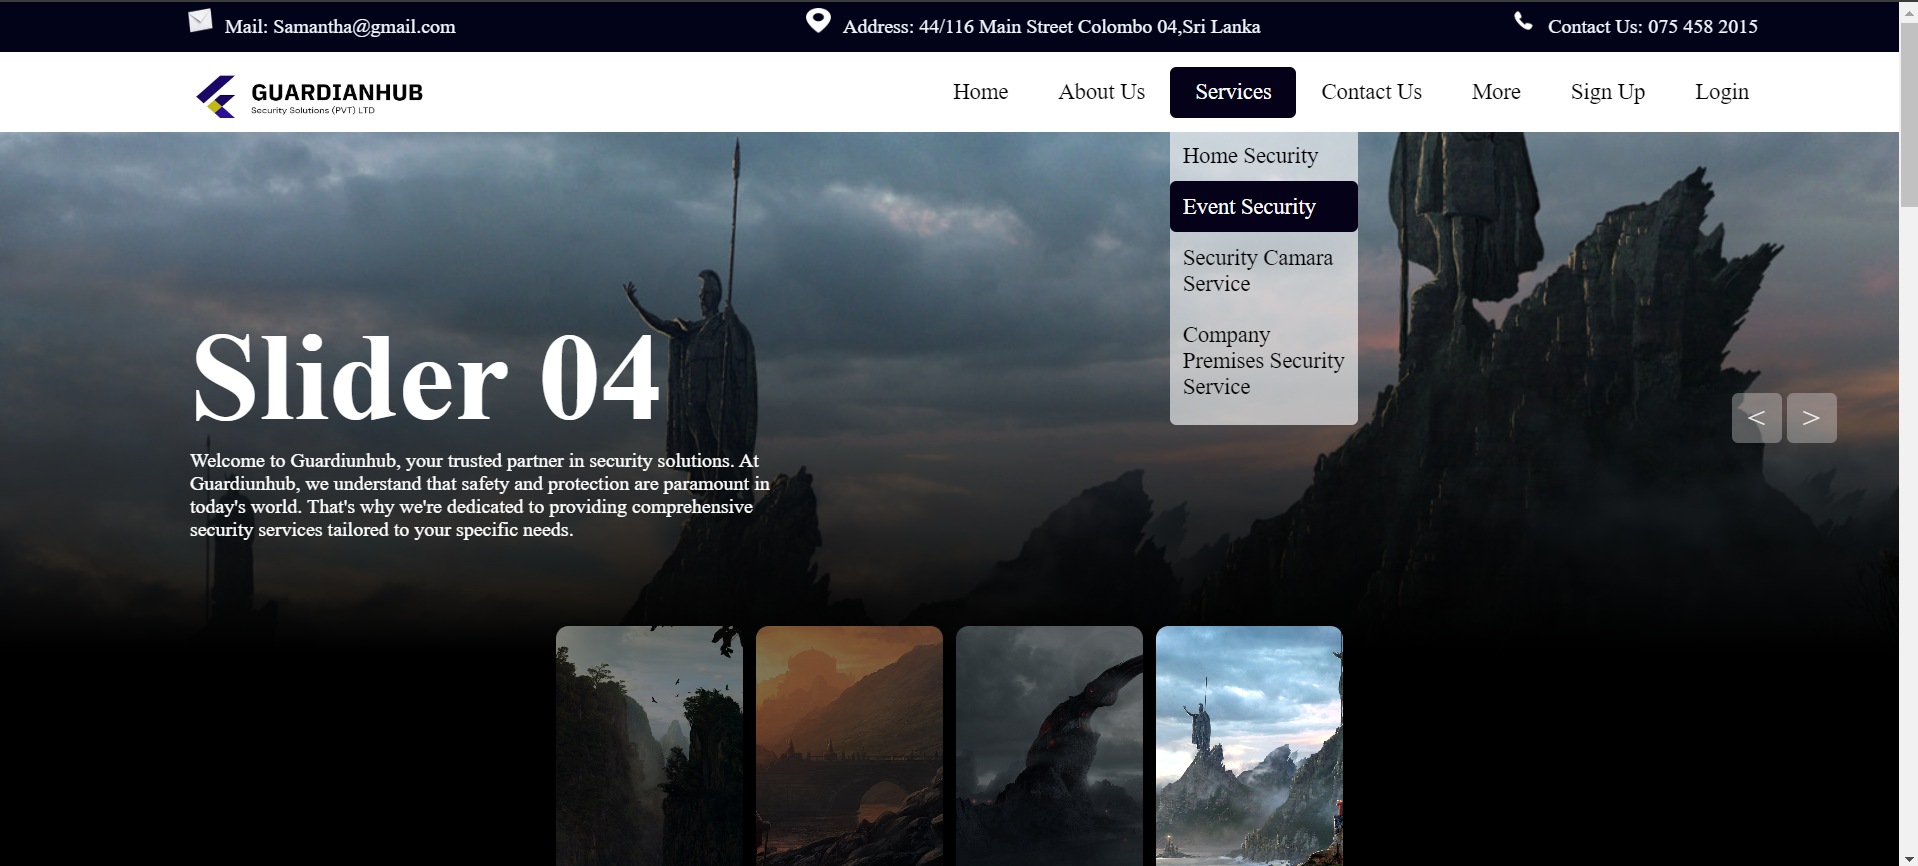 Mail: Samantha@gmail.com
Address: 44/116 Main Street Colombo 04,Sri Lanka
Contact Us: 075 458 2015
GUARDIANHUB
Security Solutions (PVT) LTD
Home
About Us
Services
Contact Us
More
Sign Up
Login
Home Security
Event Security
Security Camara
Service
Company
Premises Security
Service
Slider 04
Welcome to Guardiunhub, your trusted partner in security solutions. At
Guardiunhub, we understand that safety and protection are paramount in
today's world. That's why we're dedicated to providing comprehensive
security services tailored to your specific needs.
< >